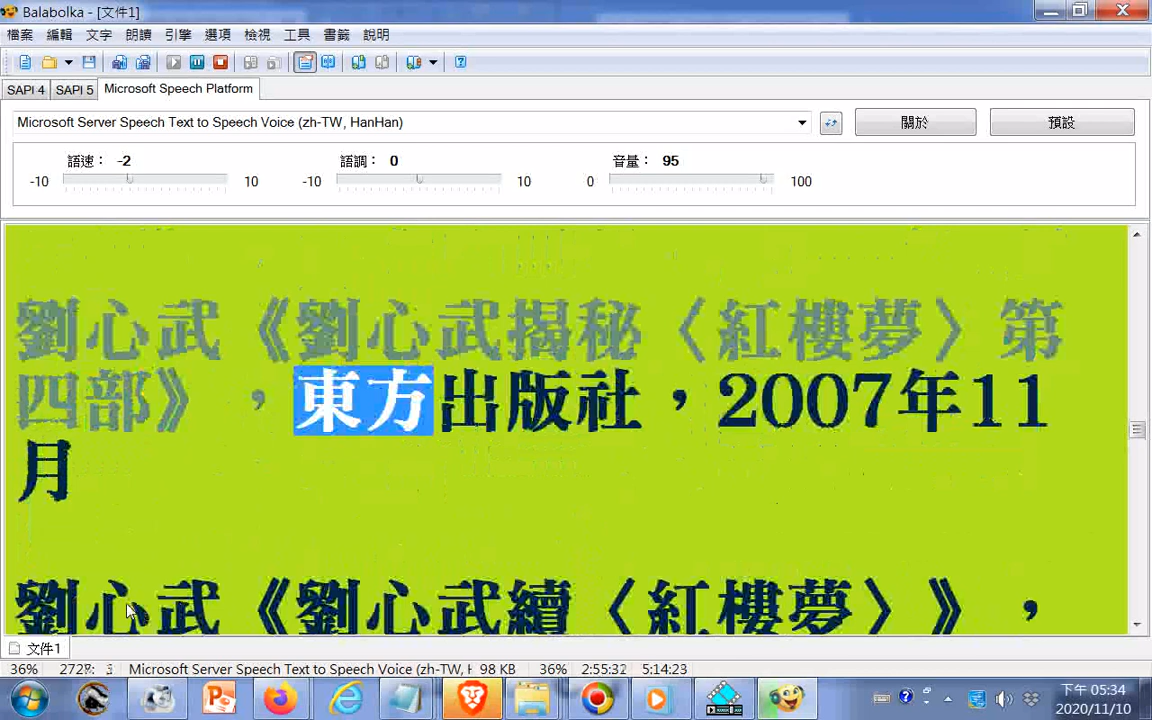 Balabolka - [文件1]
檔案 編輯 文字 朗讀 引擎 選項 檢視 工具 書籤 說明
SAPI 4 SAPI 5 Microsoft Speech Platform
Microsoft Server Speech Text to Speech Voice (zh-TW, HanHan) 關於 預設
語速： -2 語調： 0 音量： 95
-10 10 -10 10 0 100
劉心武《劉心武揭秘〈紅樓夢〉第
四部》，東方出版社，2007年11
月
劉心武《劉心武續〈紅樓夢〉》，
文件1
36% Microsoft Server Speech Text to Speech Voice (zh-TW, H 98 KB 36% 2:55:32 5:14:23
下午 05:34
2020/11/10